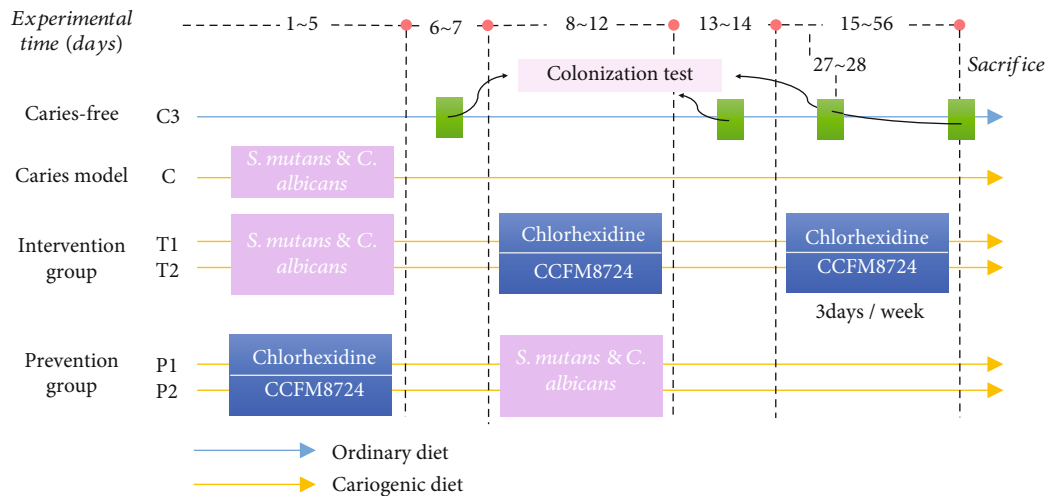 Experimental
time (days)
1~5
6~7
8~12
13~14
15~56
27~28
Sacrifice
Colonization test
Caries-free
C3
Caries model
C
S. mutans & C.
albicans
Intervention
group
T1
T2
S. mutans & C.
albicans
Chlorhexidine
CCFM8724
Chlorhexidine
CCFM8724
3days / week
Prevention
group
P1
P2
Chlorhexidine
CCFM8724
S. mutans & C.
albicans
Ordinary diet
Cariogenic diet